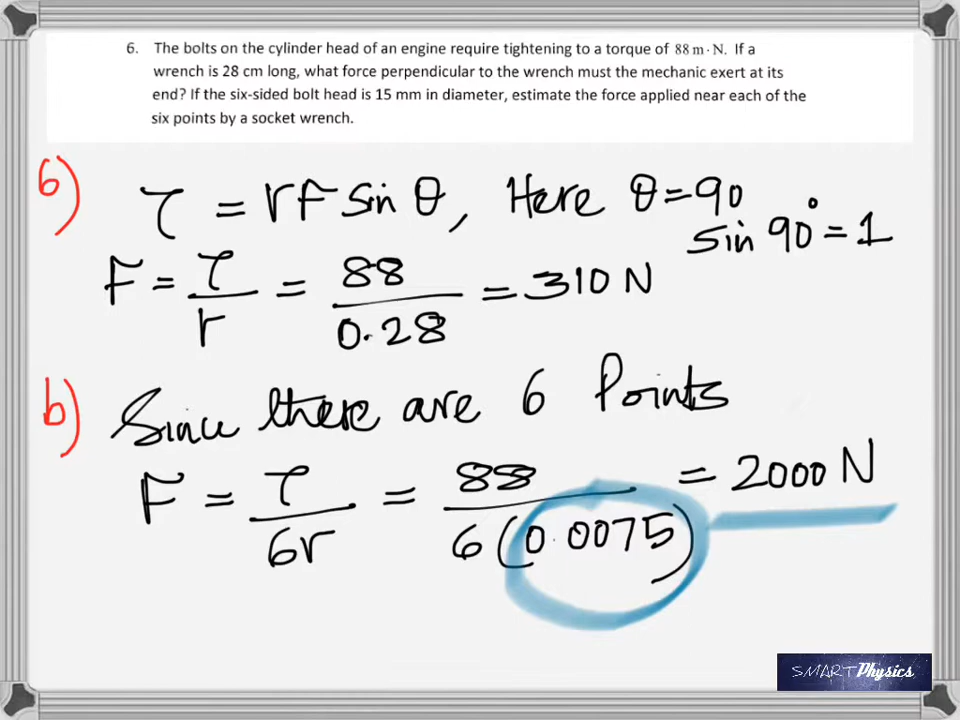 6. The bolts on the cylinder head of an engine require tightening to a torque of 88 m · N. If a
wrench is 28 cm long, what force perpendicular to the wrench must the mechanic exert at its
end? If the six-sided bolt head is 15 mm in diameter, estimate the force applied near each of the
six points by a socket wrench.
6) τ = rF sin θ, Here θ = 90°
sin 90° = 1
F = τ/r = 88/0.28 = 310 N
b) Since there are 6 Points
F = τ/6r = 88/6(0.0075) = 2000 N
SMART Physics